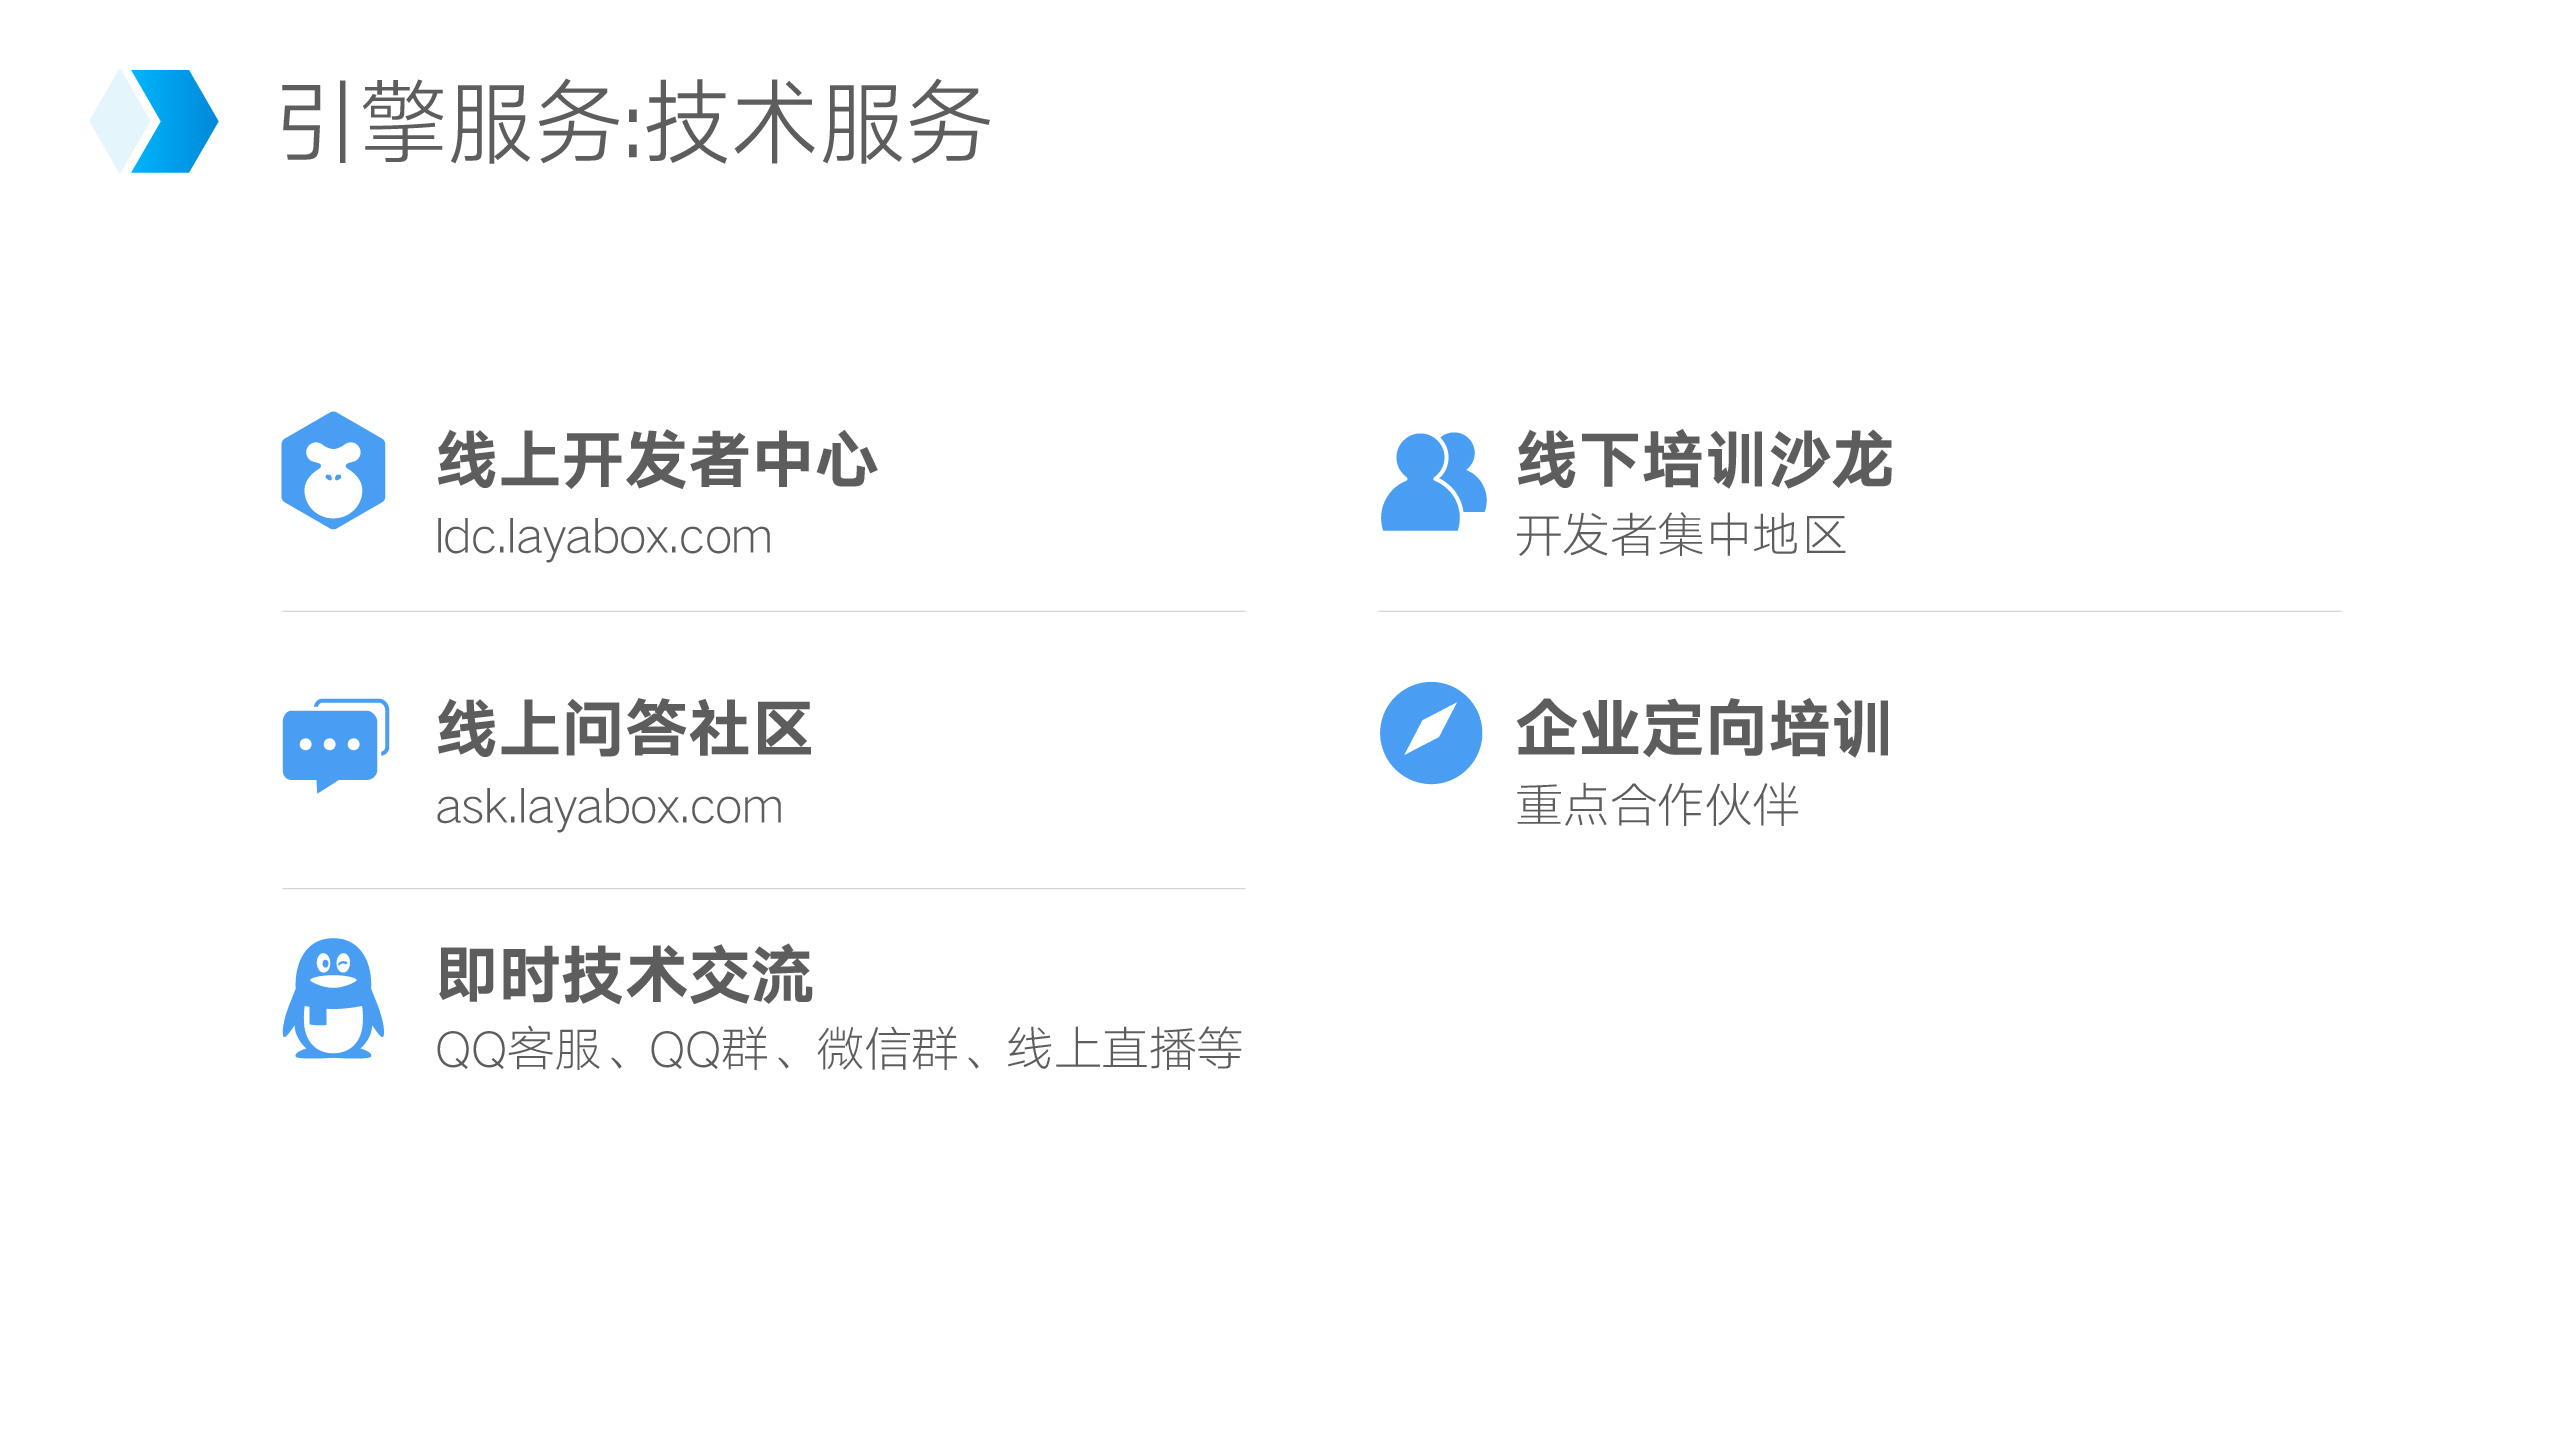 引擎服务:技术服务
线上开发者中心
ldc.layabox.com
线上问答社区
ask.layabox.com
即时技术交流
QQ客服、QQ群、微信群、线上直播等
线下培训沙龙
开发者集中地区
企业定向培训
重点合作伙伴